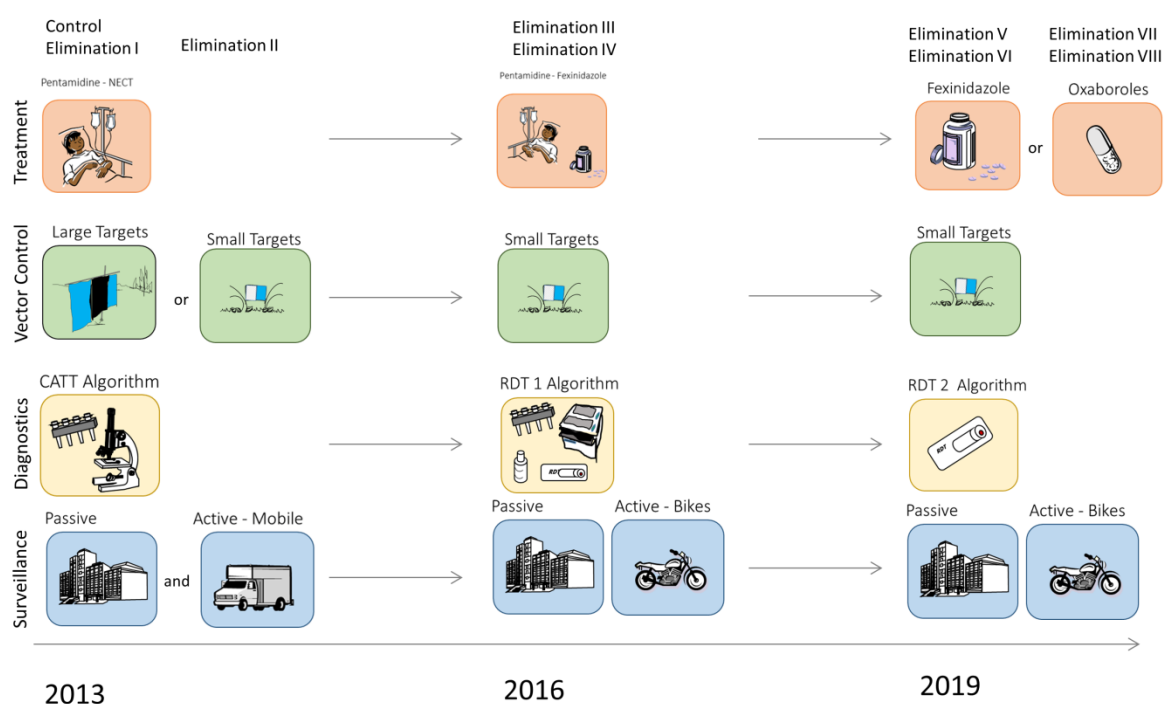 Control
Elimination I
Elimination II
Elimination III
Elimination IV
Elimination V
Elimination VI
Elimination VII
Elimination VIII
Treatment
Pentamidine - NECT
Pentamidine - Fexinidazole
Fexinidazole
or
Oxaboroles
Vector Control
Large Targets
or
Small Targets
Small Targets
Small Targets
Diagnostics
CATT Algorithm
RDT 1 Algorithm
RDT
RDT 2 Algorithm
RDT
Surveillance
Passive
and
Active - Mobile
Passive
Active - Bikes
Passive
Active - Bikes
2013
2016
2019